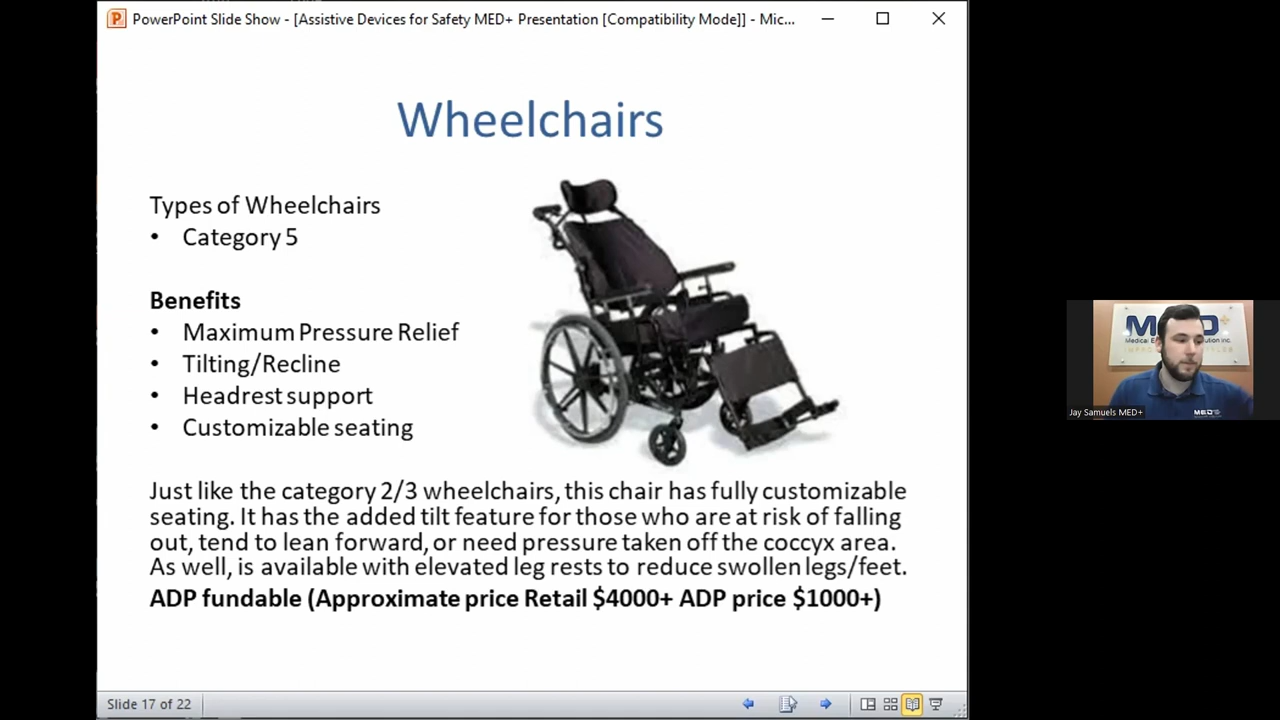 PowerPoint Slide Show - [Assistive Devices for Safety MED+ Presentation [Compatibility Mode]] - Mic...
Wheelchairs
Types of Wheelchairs
• Category 5
Benefits
• Maximum Pressure Relief
• Tilting/Recline
• Headrest support
• Customizable seating
Just like the category 2/3 wheelchairs, this chair has fully customizable
seating. It has the added tilt feature for those who are at risk of falling
out, tend to lean forward, or need pressure taken off the coccyx area.
As well, is available with elevated leg rests to reduce swollen legs/feet.
ADP fundable (Approximate price Retail $4000+ ADP price $1000+)
Jay Samuels MED+
MED+
Slide 17 of 22